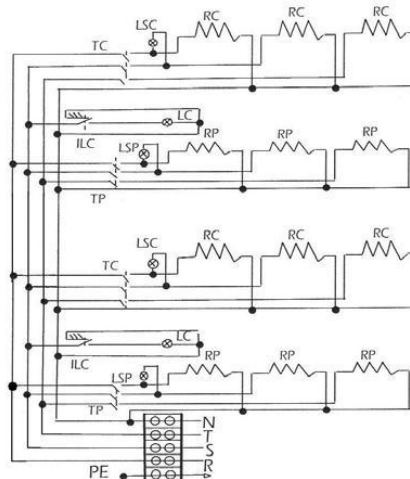 LSC RC RC RC
TC
LC
ILC
LSP RP RP RP
TP
LSC RC RC RC
TC
LC
ILC
LSP RP RP RP
TP
N
T
S
R
PE